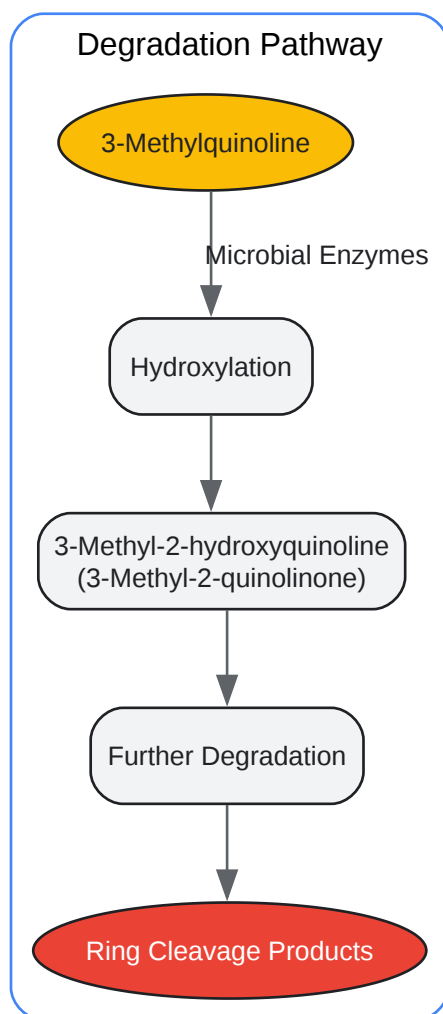 Degradation Pathway
3-Methylquinoline
Microbial Enzymes
Hydroxylation
3-Methyl-2-hydroxyquinoline
(3-Methyl-2-quinolinone)
Further Degradation
Ring Cleavage Products